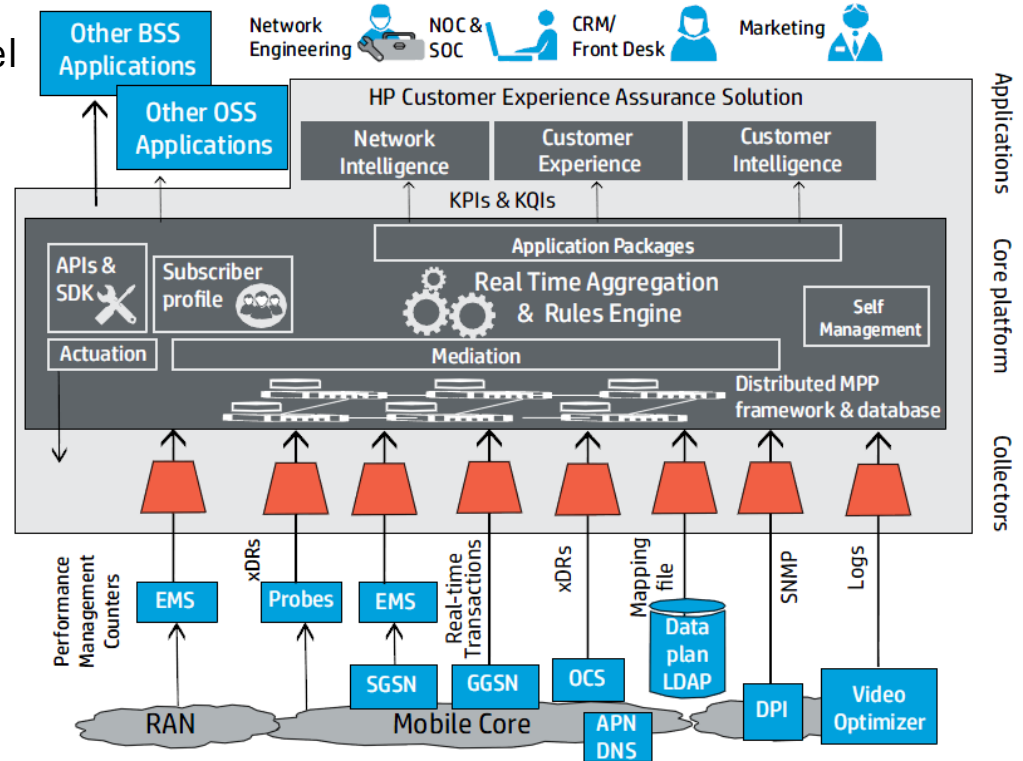 el
Other BSS
Applications
Other OSS
Applications
Network
Engineering
NOC &
SOC
CRM/
Front Desk
Marketing
HP Customer Experience Assurance Solution
Network
Intelligence
Customer
Experience
Customer
Intelligence
KPIs & KQIs
Applications
Application Packages
APIs &
SDK
Subscriber
profile
Real Time Aggregation
& Rules Engine
Self
Management
Core platform
Actuation
Mediation
Distributed MPP
framework & database
Collectors
Performance
Management
Counters
xDRs
Real-time
Transactions
xDRs
Mapping
file
SNMP
Logs
EMS
Probes
EMS
SGSN
GGSN
OCS
Data
plan
LDAP
DPI
Video
Optimizer
RAN
Mobile Core
APN
DNS